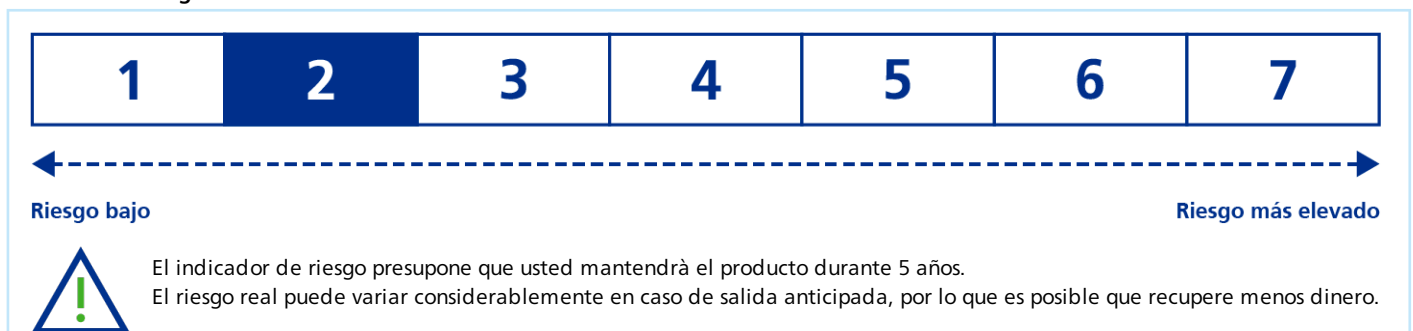 1 2 3 4 5 6 7
Riesgo bajo Riesgo más elevado
El indicador de riesgo presupone que usted mantendrà el producto durante 5 años.
El riesgo real puede variar considerablemente en caso de salida anticipada, por lo que es posible que recupere menos dinero.